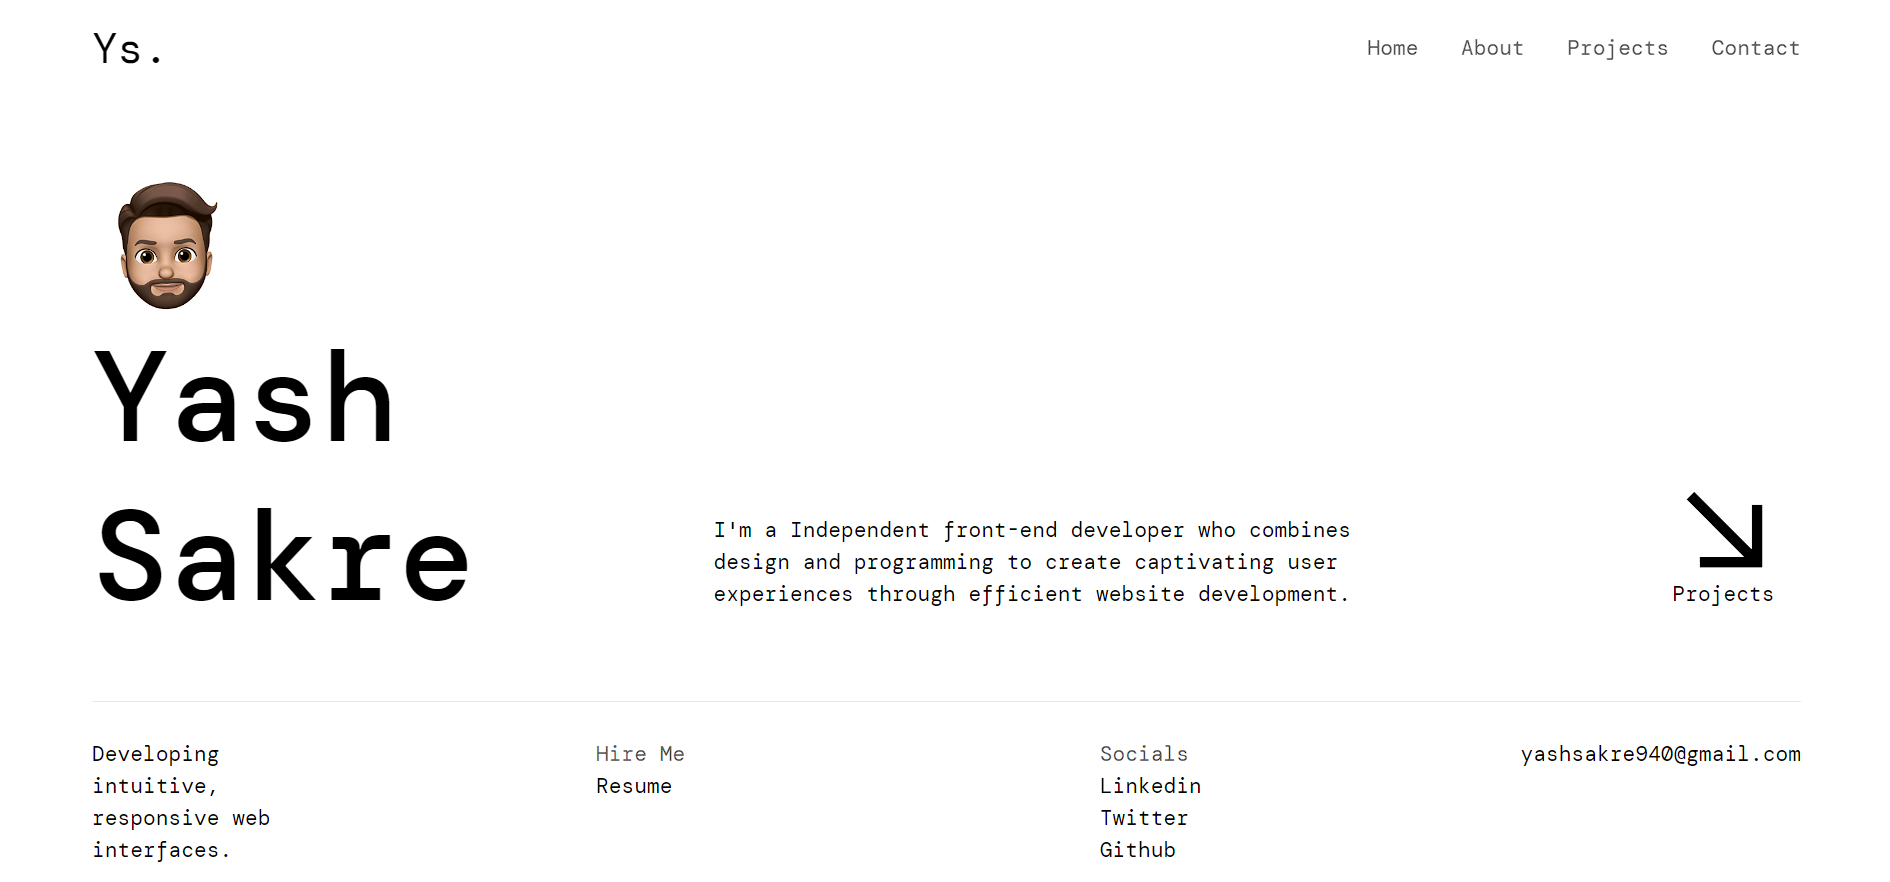 Ys.
Home
About
Projects
Contact
Yash
Sakre
I'm a Independent front-end developer who combines
design and programming to create captivating user
experiences through efficient website development.
Projects
Developing
intuitive,
responsive web
interfaces.
Hire Me
Resume
Socials
Linkedin
Twitter
Github
yashsakre940@gmail.com